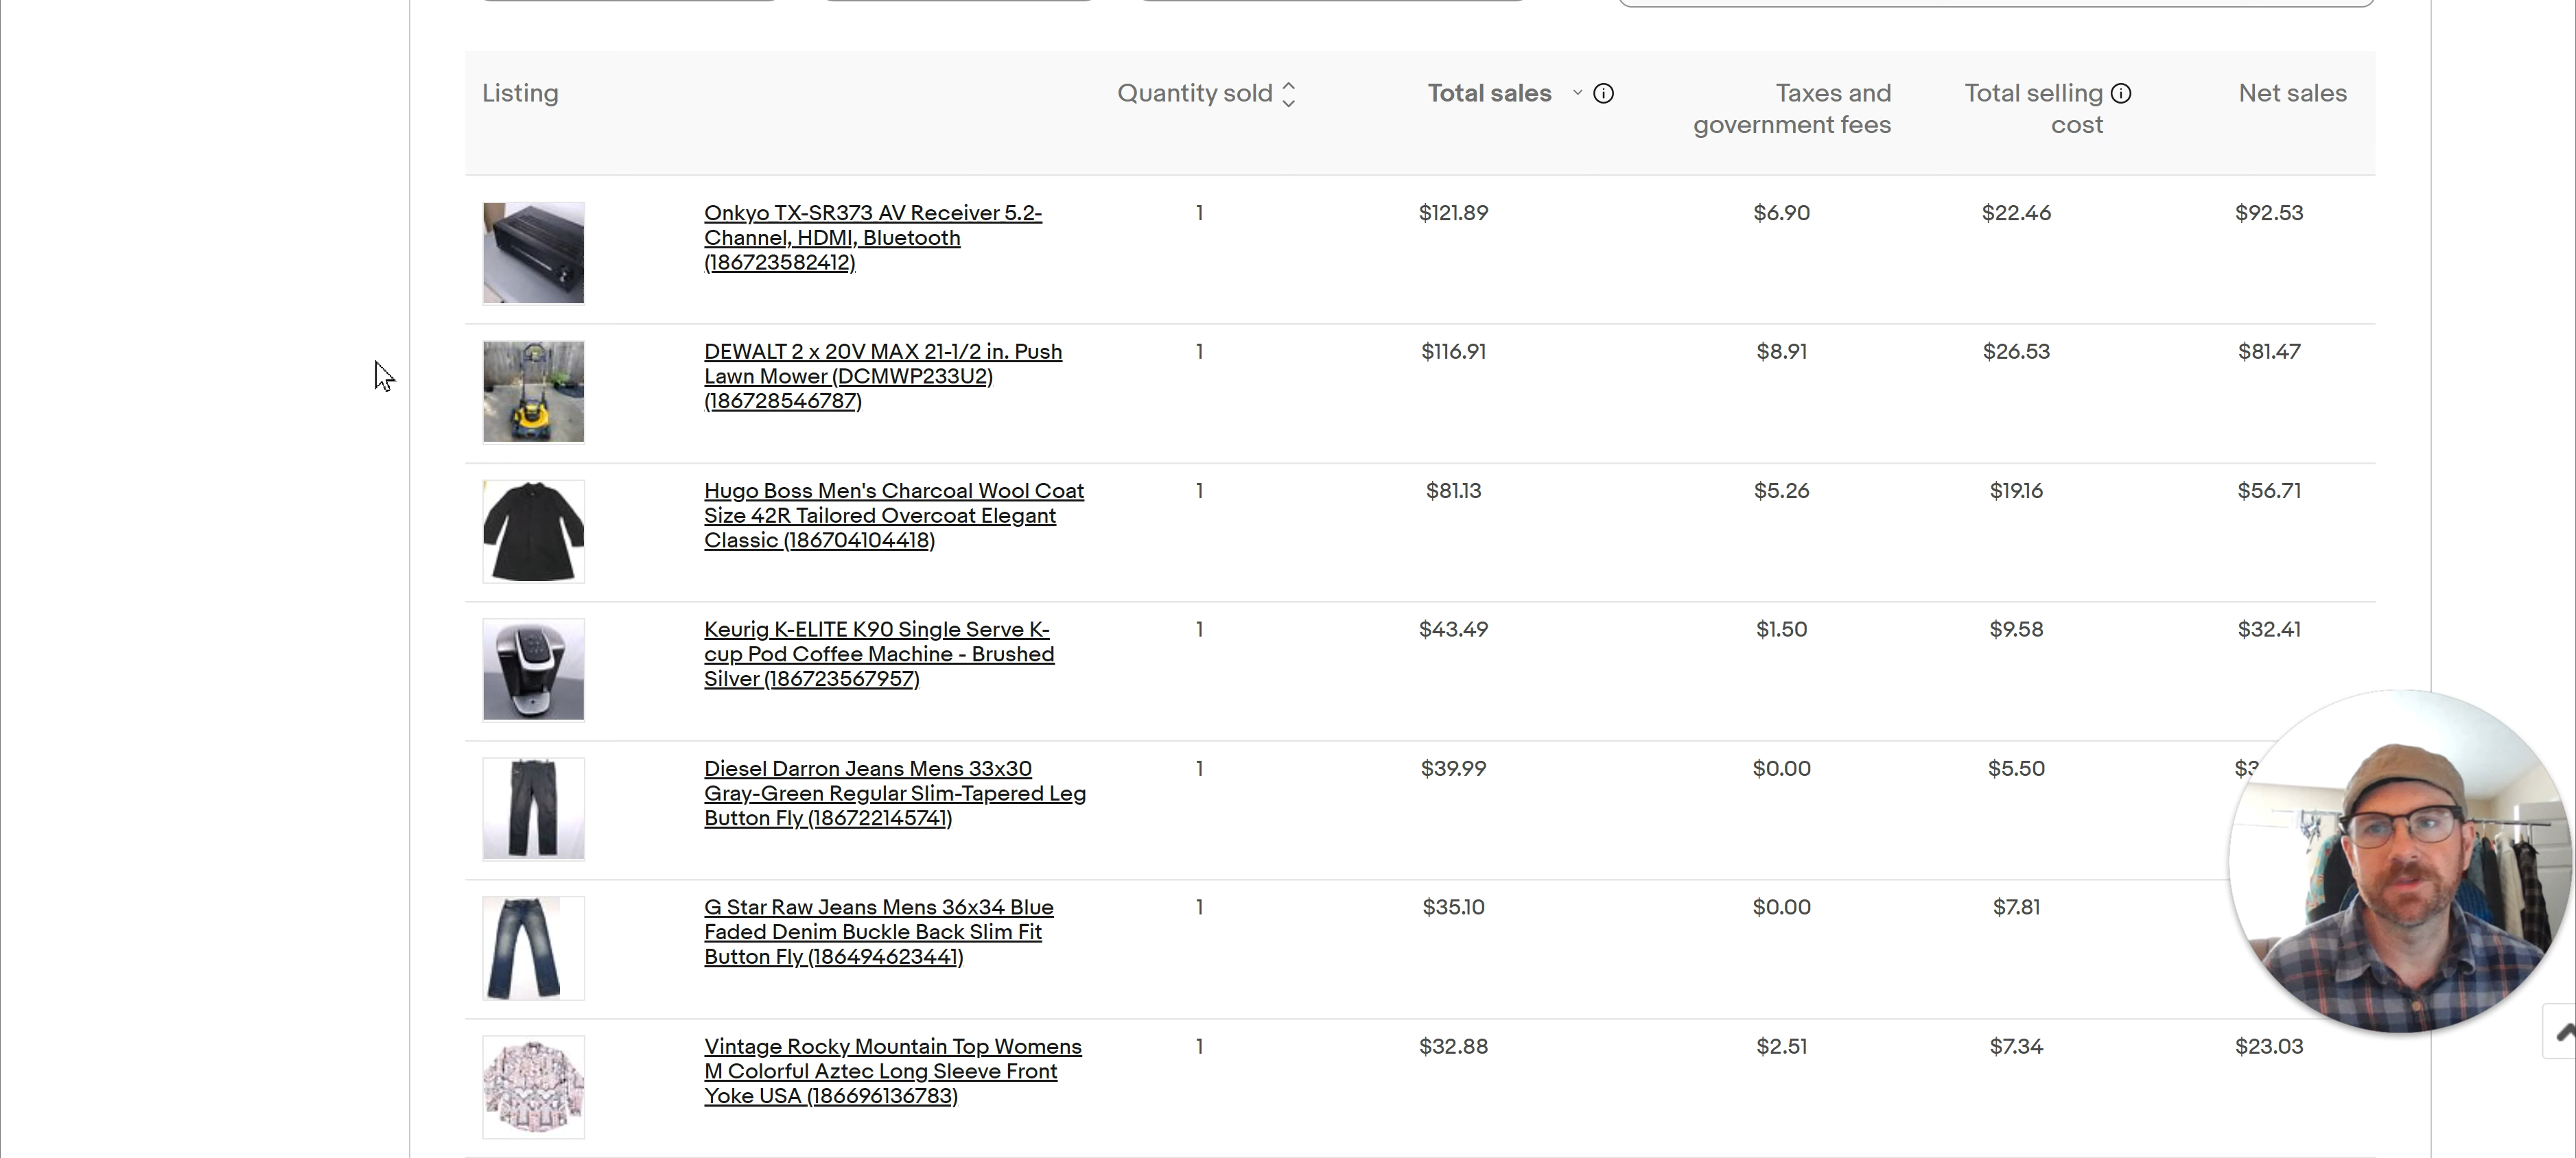 Listing
Quantity sold
Total sales
Taxes and
government fees
Total selling
cost
Net sales
Onkyo TX-SR373 AV Receiver 5.2-
Channel, HDMI, Bluetooth
(186723582412)
1
$121.89
$6.90
$22.46
$92.53
DEWALT 2 x 20V MAX 21-1/2 in. Push
Lawn Mower (DCMWP233U2)
(186728546787)
1
$116.91
$8.91
$26.53
$81.47
Hugo Boss Men's Charcoal Wool Coat
Size 42R Tailored Overcoat Elegant
Classic (186704104418)
1
$81.13
$5.26
$19.16
$56.71
Keurig K-ELITE K90 Single Serve K-
cup Pod Coffee Machine - Brushed
Silver (186723567957)
1
$43.49
$1.50
$9.58
$32.41
Diesel Darron Jeans Mens 33x30
Gray-Green Regular Slim-Tapered Leg
Button Fly (186722145741)
1
$39.99
$0.00
$5.50
G Star Raw Jeans Mens 36x34 Blue
Faded Denim Buckle Back Slim Fit
Button Fly (186494623441)
1
$35.10
$0.00
$7.81
Vintage Rocky Mountain Top Womens
M Colorful Aztec Long Sleeve Front
Yoke USA (186696136783)
1
$32.88
$2.51
$7.34
$23.03